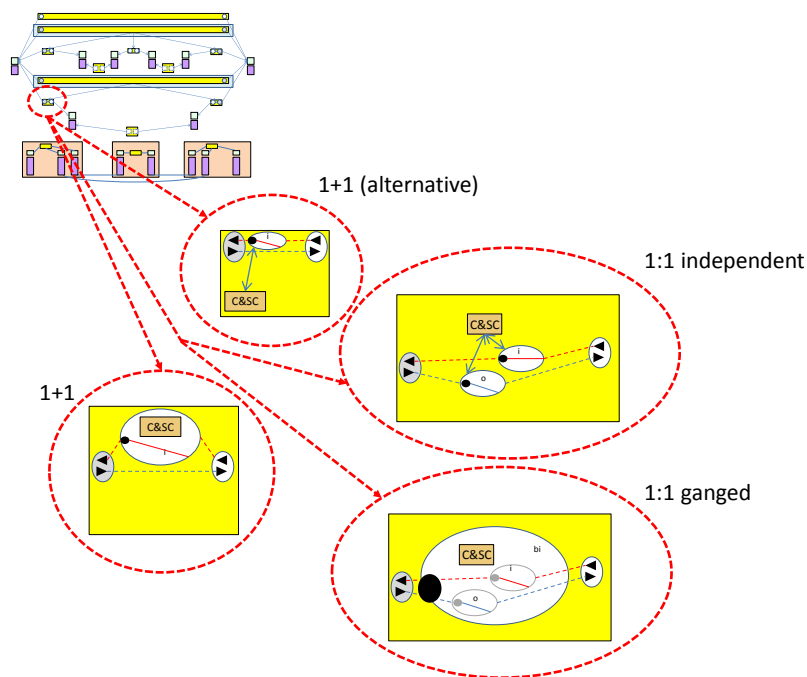 1+1 (alternative)
i
C&SC
1:1 independent
C&SC
i
o
1+1
C&SC
i
1:1 ganged
bi
C&SC
i
o